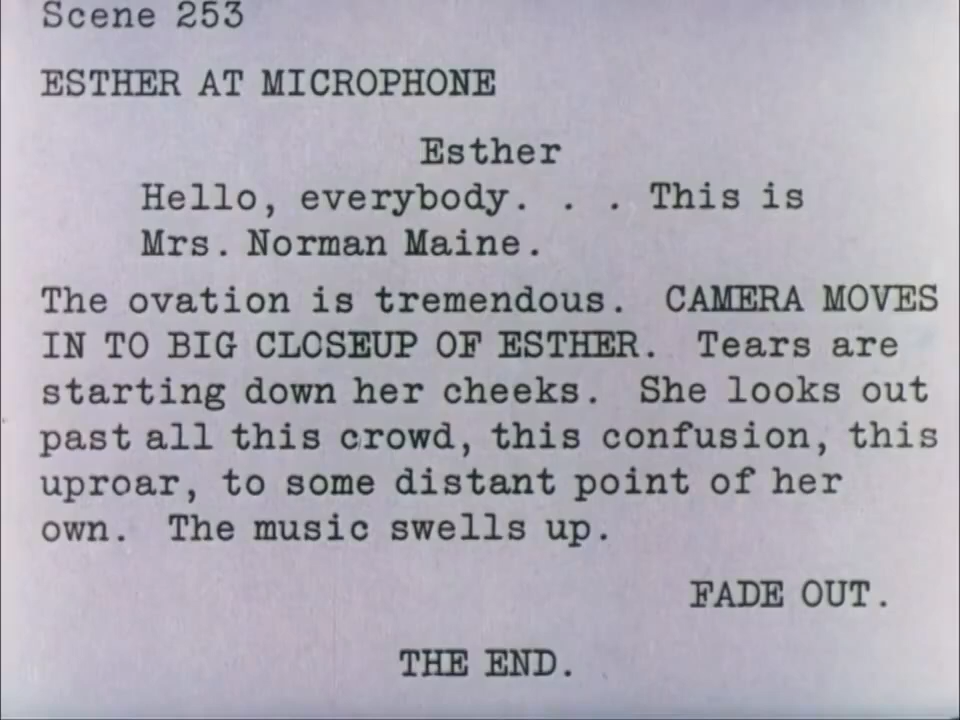 Scene 253
ESTHER AT MICROPHONE
Esther
Hello, everybody. . . This is
Mrs. Norman Maine.
The ovation is tremendous. CAMERA MOVES
IN TO BIG CLOSEUP OF ESTHER. Tears are
starting down her cheeks. She looks out
past all this crowd, this confusion, this
uproar, to some distant point of her
own. The music swells up.
FADE OUT.
THE END.